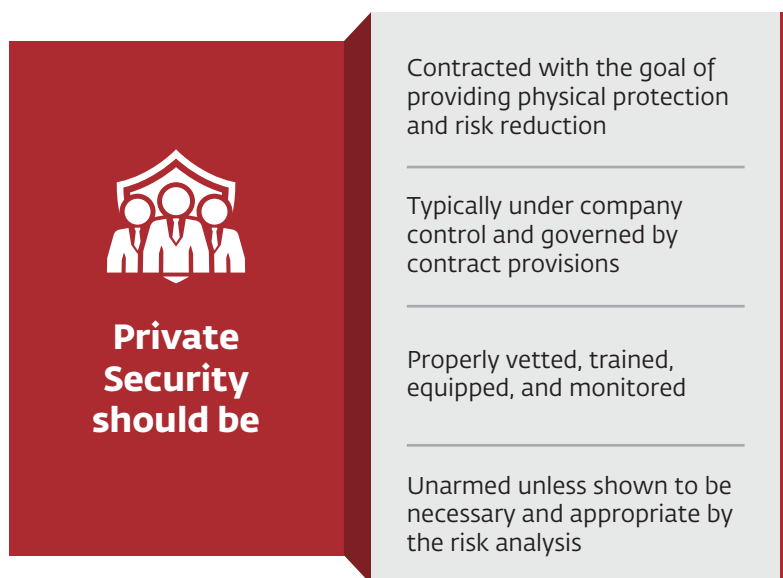 Private
Security
should be
Contracted with the goal of
providing physical protection
and risk reduction
Typically under company
control and governed by
contract provisions
Properly vetted, trained,
equipped, and monitored
Unarmed unless shown to be
necessary and appropriate by
the risk analysis